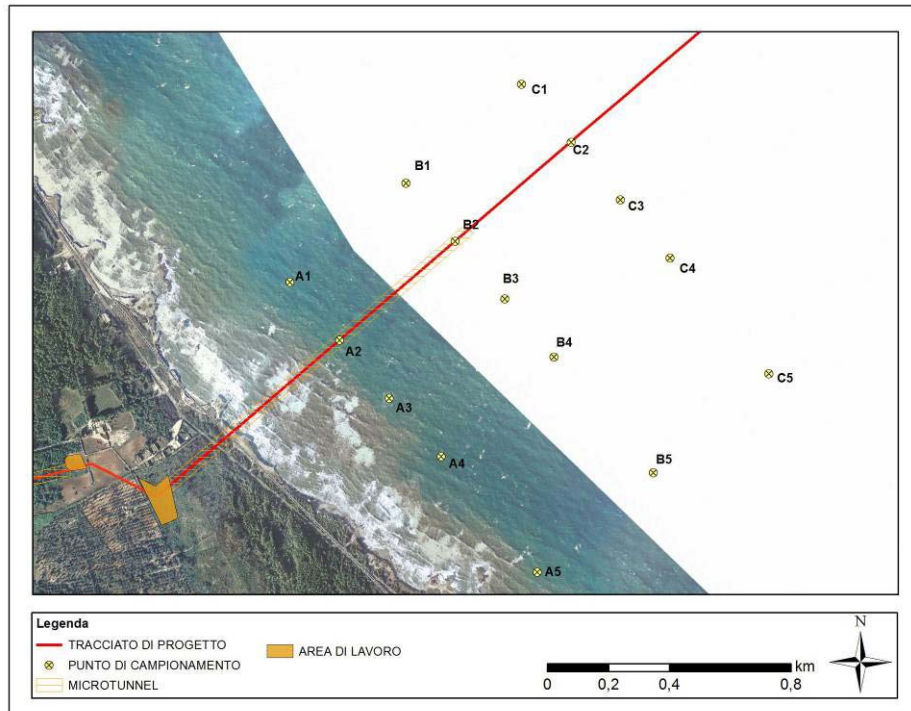 C1
C2
B1
C3
B2
C4
A1
B3
A2
B4
C5
A3
A4
B5
A5
Legenda
TRACCIATO DI PROGETTO
PUNTO DI CAMPIONAMENTO
MICROTUNNEL
AREA DI LAVORO
km
0 0,2 0,4 0,8
N